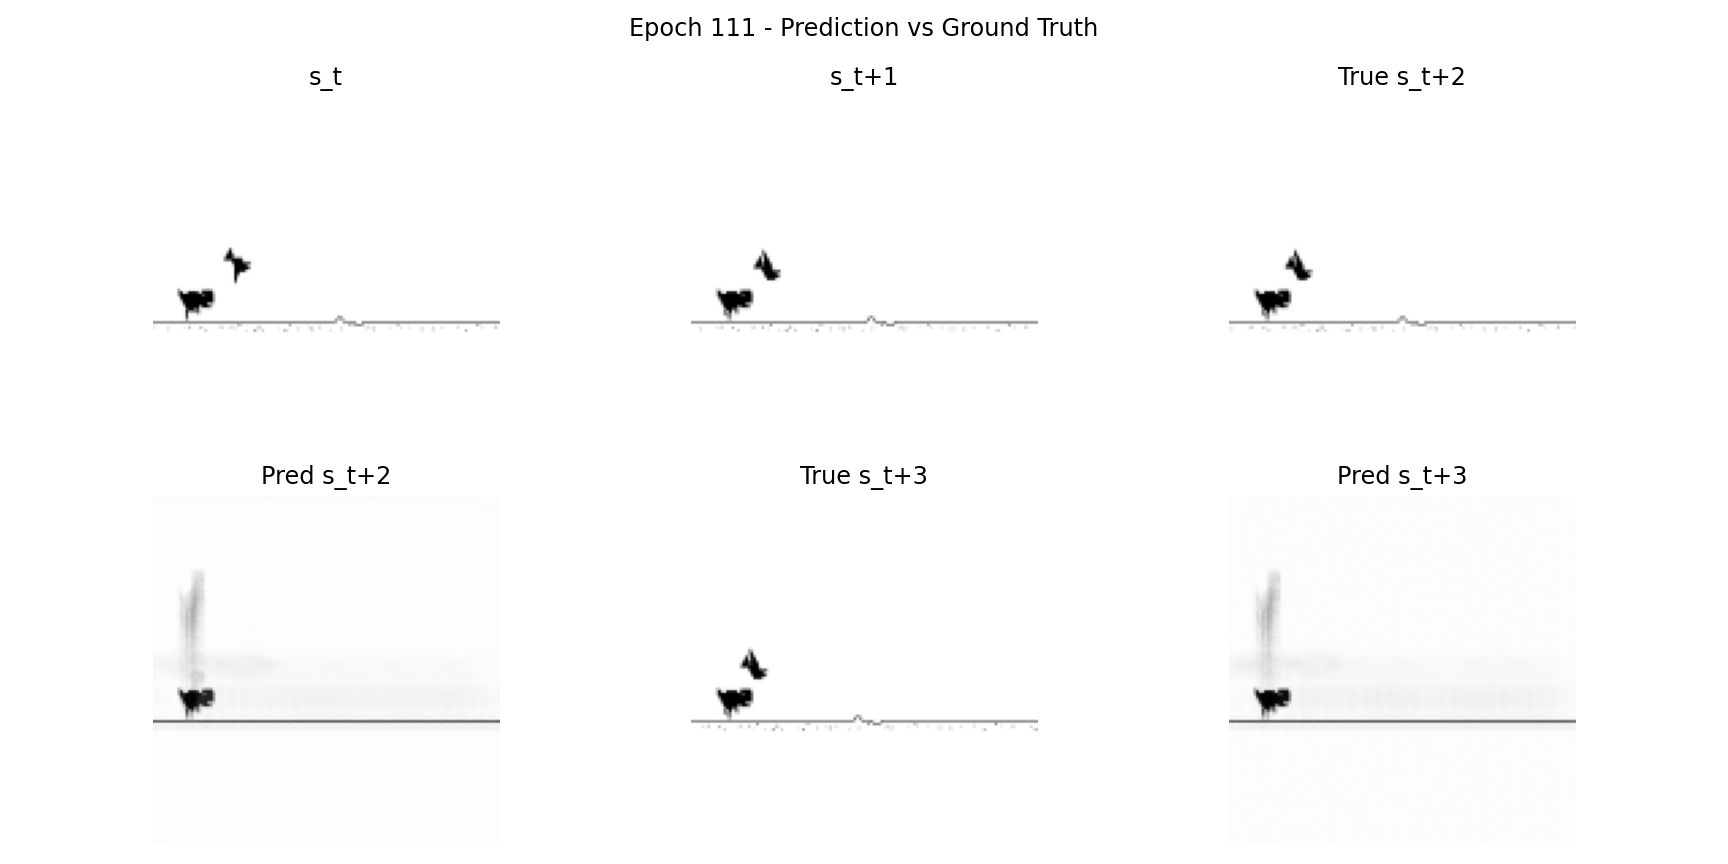 Epoch 111 - Prediction vs Ground Truth
s_t
s_t+1
True s_t+2
Pred s_t+2
True s_t+3
Pred s_t+3